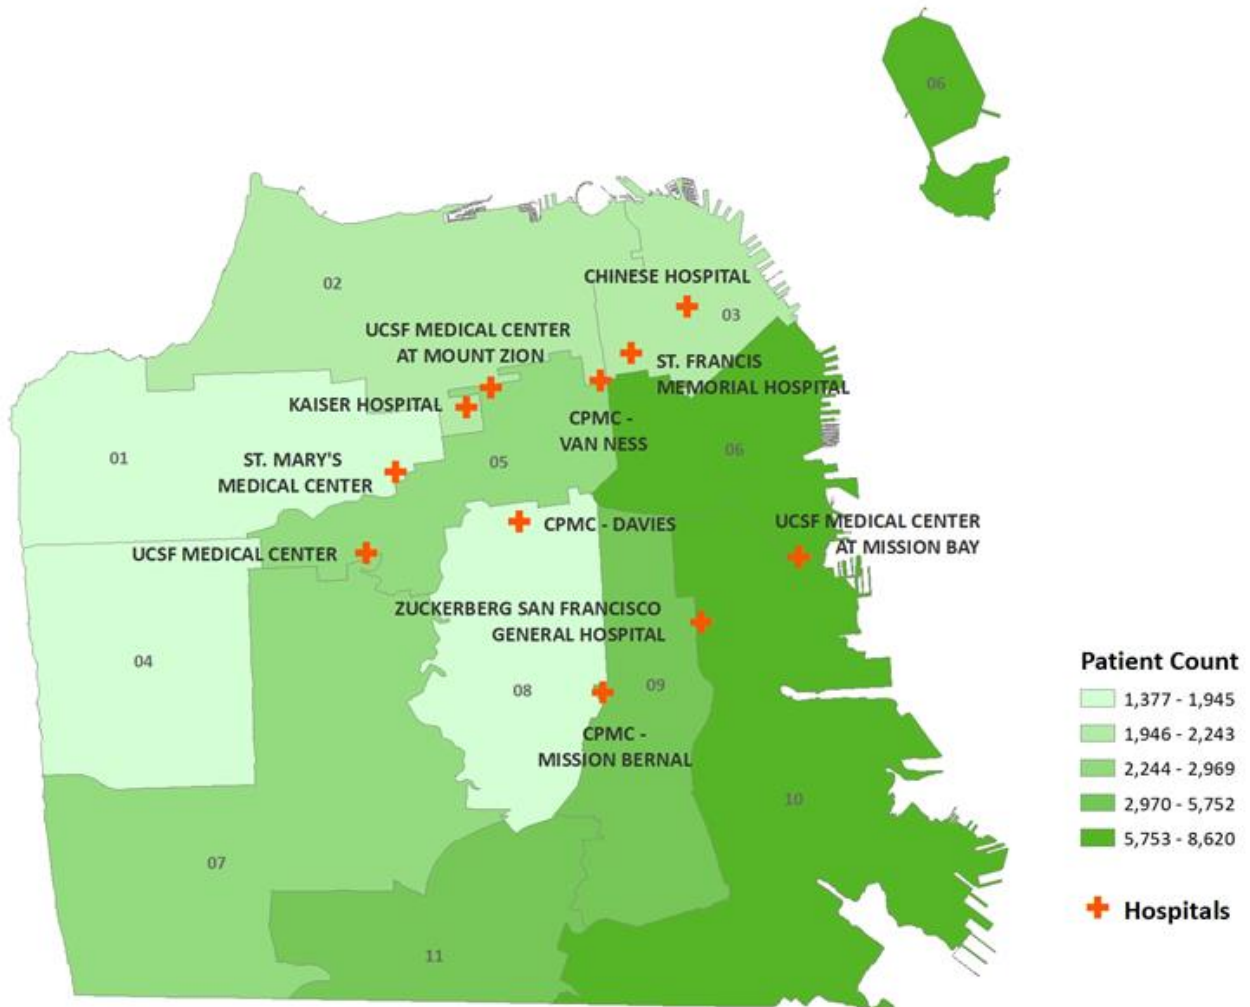 06
02
CHINESE HOSPITAL
03
UCSF MEDICAL CENTER
AT MOUNT ZION
ST. FRANCIS
MEMORIAL HOSPITAL
KAISER HOSPITAL
CPMC -
VAN NESS
01
ST. MARY'S
MEDICAL CENTER
05
06
CPMC - DAVIES
UCSF MEDICAL CENTER
AT MISSION BAY
UCSF MEDICAL CENTER
ZUCKERBERG SAN FRANCISCO
GENERAL HOSPITAL
04
08
09
CPMC -
MISSION BERNAL
10
07
11
Patient Count
1,377 - 1,945
1,946 - 2,243
2,244 - 2,969
2,970 - 5,752
5,753 - 8,620
Hospitals